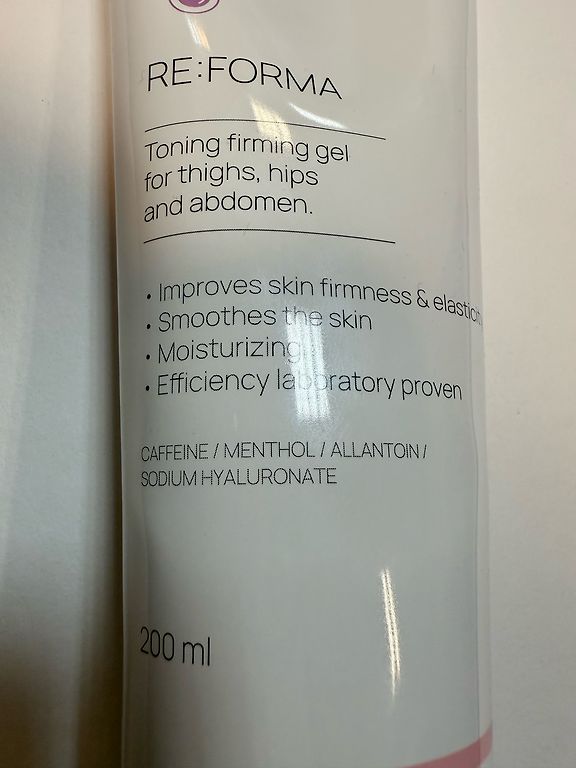 RE:FORMA
Toning firming gel
for thighs, hips
and abdomen.
• Improves skin firmness & elasticit
• Smoothes the skin
• Moisturizing
• Efficiency laboratory proven
CAFFEINE / MENTHOL / ALLANTOIN /
SODIUM HYALURONATE
200 ml